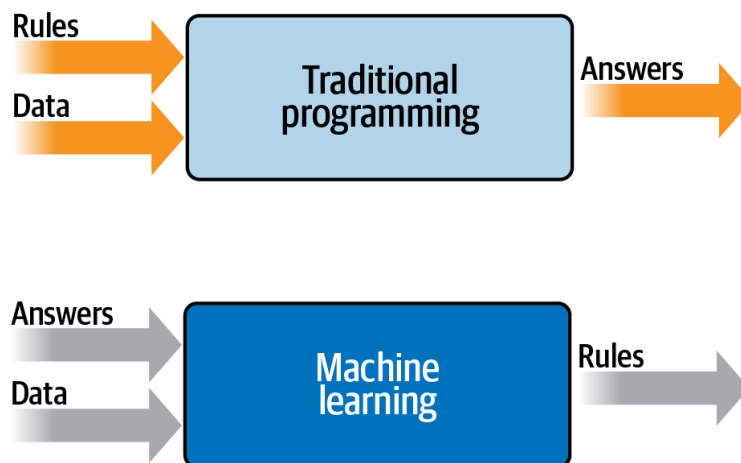 Rules
Data
Traditional
programming
Answers
Answers
Data
Machine
learning
Rules